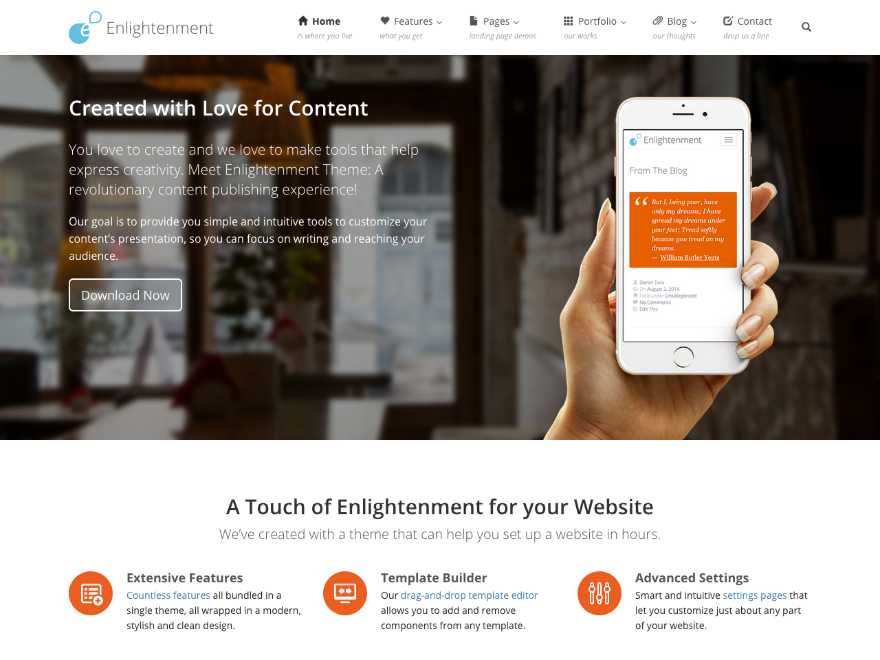 Enlightenment
Home
is where you live
Features
what you get
Pages
landing page demos
Portfolio
our works
Blog
our thoughts
Contact
drop us a line
Created with Love for Content
You love to create and we love to make tools that help
express creativity. Meet Enlightenment Theme: A
revolutionary content publishing experience!
Our goal is to provide you simple and intuitive tools to customize your
content's presentation, so you can focus on writing and reaching your
audience.
Download Now
Enlightenment
From The Blog
“ But I, being poor, have
only my dreams; I have
spread my dreams under
your feet; Tread softly
because you tread on my
dreams.
— William Butler Yeats
Daniel Tara
On August 2, 2014
Filed under Uncategorized
No Comments
Edit This
A Touch of Enlightenment for your Website
We've created with a theme that can help you set up a website in hours.
Extensive Features
Countless features all bundled in a
single theme, all wrapped in a modern,
stylish and clean design.
Template Builder
Our drag-and-drop template editor
allows you to add and remove
components from any template.
Advanced Settings
Smart and intuitive settings pages that
let you customize just about any part
of your website.